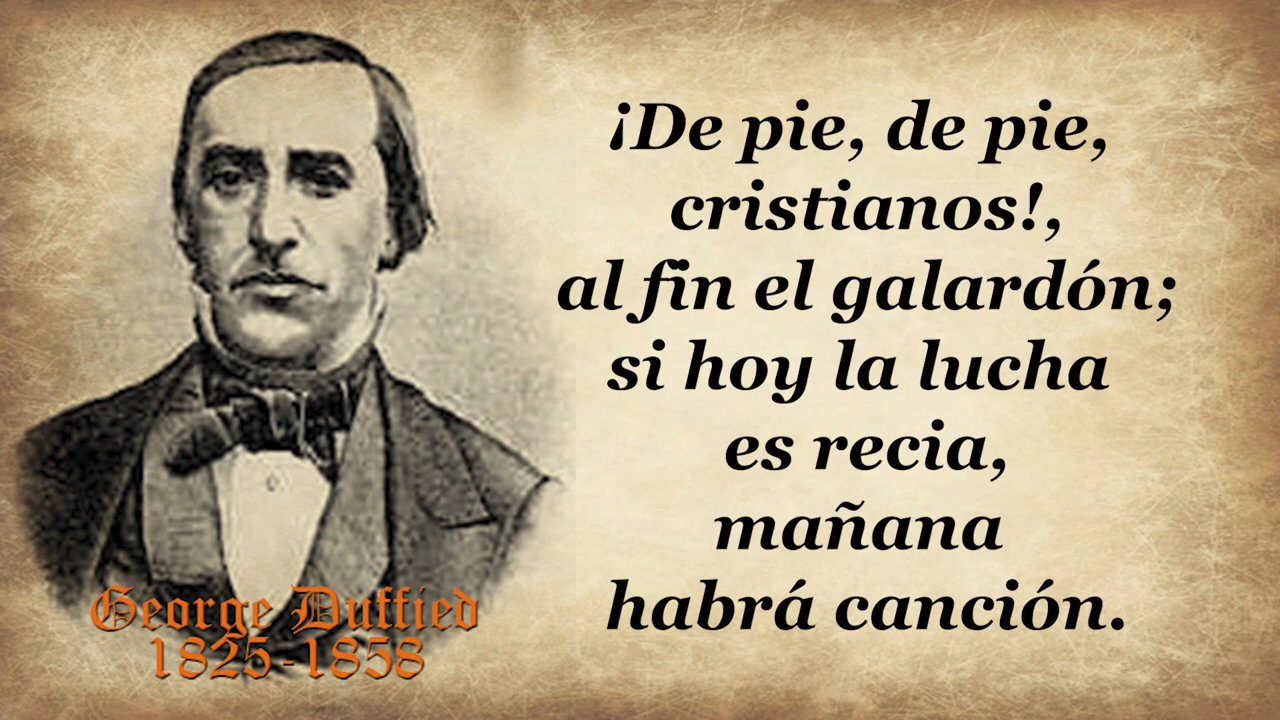 ¡De pie, de pie,
cristianos!,
al fin el galardón;
si hoy la lucha
es recia,
mañana
habrá canción.
George Duffied
1825-1858